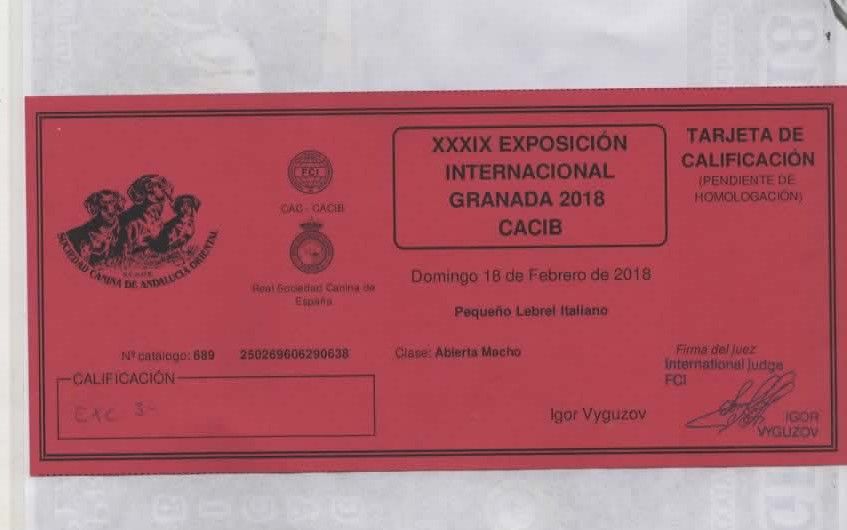 XXXIX EXPOSICIÓN
INTERNACIONAL
GRANADA 2018
CACIB
TARJETA DE
CALIFICACIÓN
(PENDIENTE DE
HOMOLOGACIÓN)
FCI
CAC - CACIB
SOCIEDAD CANINA DE ANDALUCIA ORIENTAL
Real Sociedad Canina de
España
Domingo 18 de Febrero de 2018
Pequeño Lebrel Italiano
Nº catalogo: 689 250269606290638
Clase: Abierta Macho
CALIFICACIÓN
Exc 3º
Igor Vyguzov
Firma del juez
International judge
FCI
IGOR
VYGUZOV